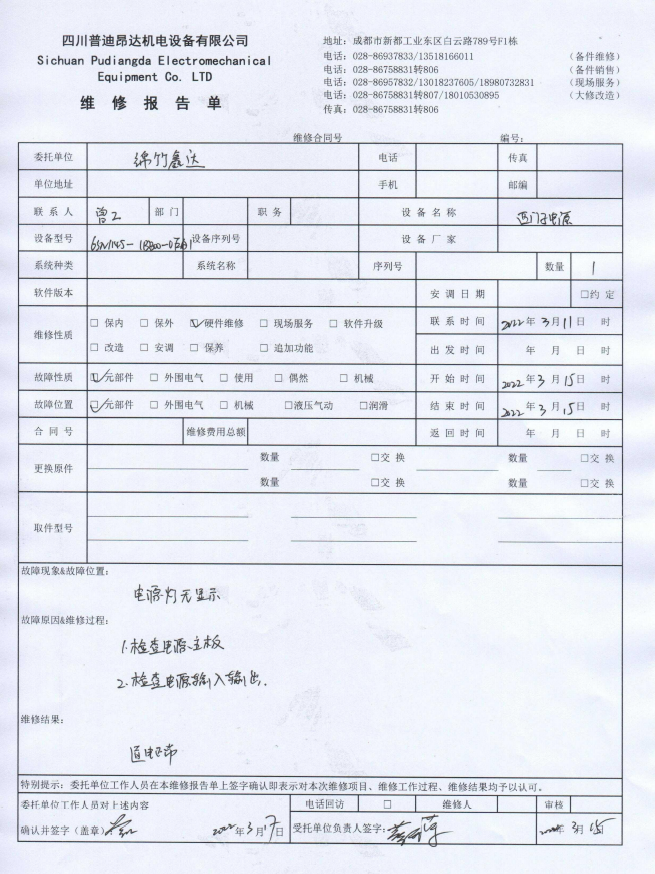 四川普迪昂达机电设备有限公司
Sichuan Pudiangda Electromechanical
Equipment Co. LTD
维修报告单
地址：成都市新都工业东区白云路789号F1栋
电话：028-86937833/13518166011 （备件维修）
电话：028-86758831转806 （备件销售）
电话：028-86957832/13018237605/18980732831 （现场服务）
电话：028-86758831转807/18010530895 （大修改造）
传真：028-86758831转806
维修合同号 编号：
委托单位 绵竹鑫达 电话 传真
单位地址 手机 邮编
联系人 曾工 部门 职务 设备名称 西门子电源
设备型号 6SN1145- 设备序列号 设备厂家
系统种类 系统名称 序列号 数量 1
软件版本 安调日期 □约定
维修性质 □保内 □保外 ☑硬件维修 □现场服务 □软件升级 联系时间 2022年3月11日 时
□改造 □安调 □保养 □追加功能 出发时间 年 月 日 时
故障性质 ☑元部件 □外围电气 □使用 □偶然 □机械 开始时间 2022年3月15日 时
故障位置 ☑元部件 □外围电气 □机械 □液压气动 □润滑 结束时间 2022年3月15日 时
合同号 维修费用总额 返回时间 年 月 日 时
更换原件 数量 □交换 数量 □交换
数量 □交换 数量 □交换
取件型号
故障现象&故障位置：
电源灯无显示
故障原因&维修过程：
1.检查电源、主板
2.检查电源输入输出.
维修结果：
通电正常
特别提示：委托单位工作人员在本维修报告单上签字确认即表示对本次维修项目、维修工作过程、维修结果均予以认可。
委托单位工作人员对上述内容 电话回访 □ 维修人 审核
确认并签字（盖章） 2022年3月17日 受托单位负责人签字： 年3月15